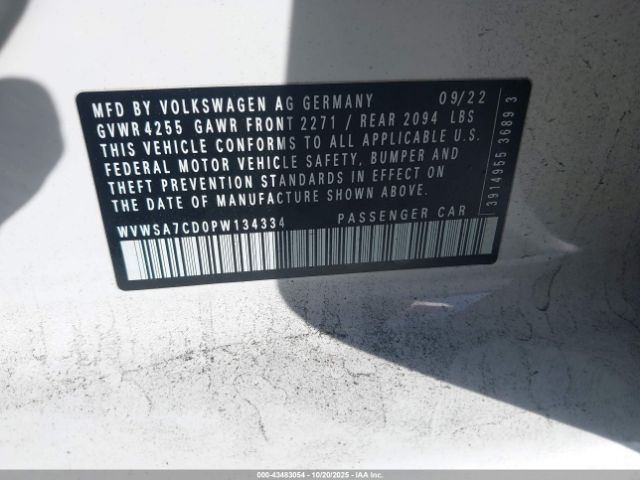 MFD BY VOLKSWAGEN AG GERMANY 09/22
GVWR 4255 GAWR FRONT 2271 / REAR 2094 LBS
THIS VEHICLE CONFORMS TO ALL APPLICABLE U.S.
FEDERAL MOTOR VEHICLE SAFETY, BUMPER AND
THEFT PREVENTION STANDARDS IN EFFECT ON
THE DATE OF MANUFACTURE SHOWN ABOVE.
WVWSA7CD0PW134334 PASSENGER CAR
3914955 3689 3
000-43483054 | 10/20/2025 | IAA Inc.